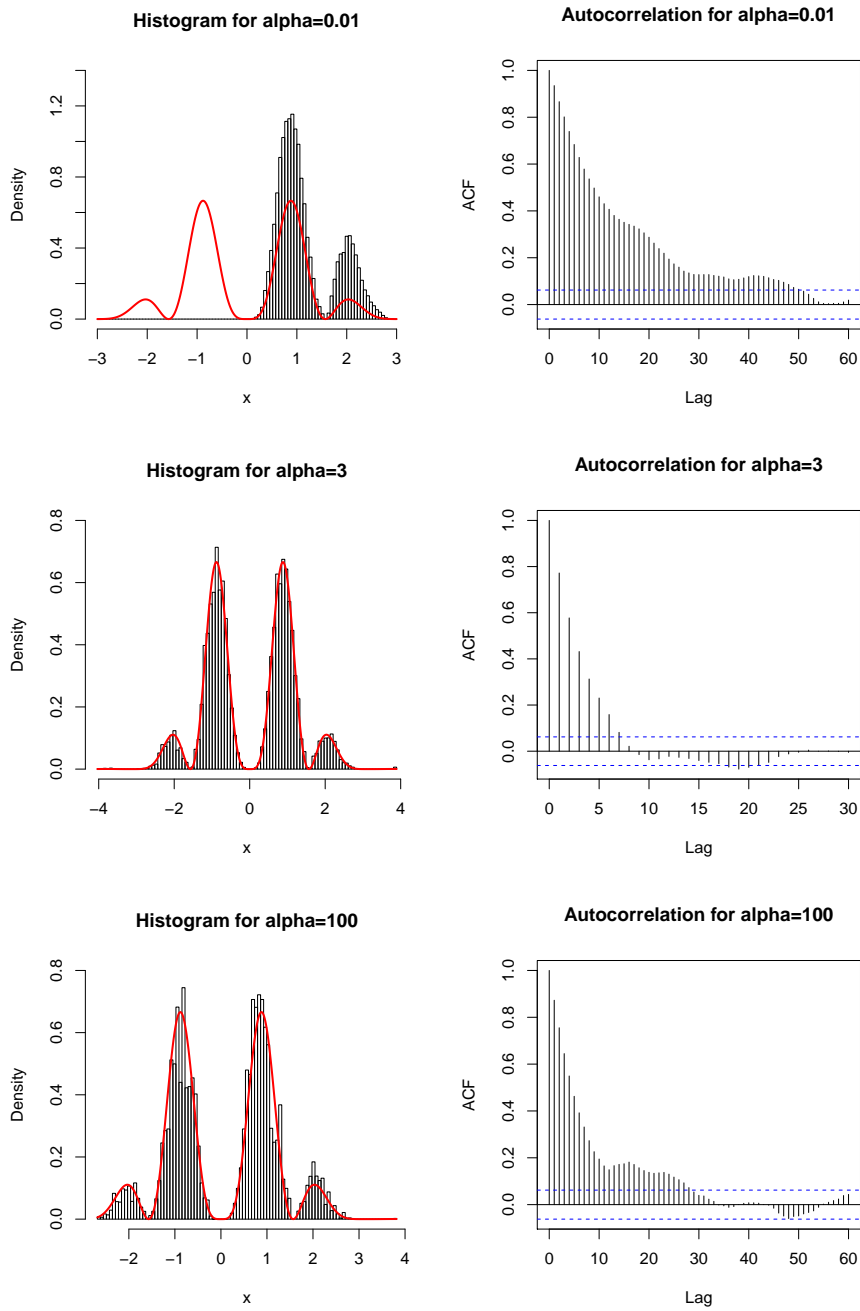 Histogram for alpha=0.01
Density
0.0 0.4 0.8 1.2
−3 −2 −1 0 1 2 3
x
Autocorrelation for alpha=0.01
ACF
0.0 0.2 0.4 0.6 0.8 1.0
0 10 20 30 40 50 60
Lag
Histogram for alpha=3
Density
0.0 0.2 0.4 0.6 0.8
−4 −2 0 2 4
x
Autocorrelation for alpha=3
ACF
0.0 0.2 0.4 0.6 0.8 1.0
0 5 10 15 20 25 30
Lag
Histogram for alpha=100
Density
0.0 0.2 0.4 0.6 0.8
−2 −1 0 1 2 3 4
x
Autocorrelation for alpha=100
ACF
0.0 0.2 0.4 0.6 0.8 1.0
0 10 20 30 40 50 60
Lag